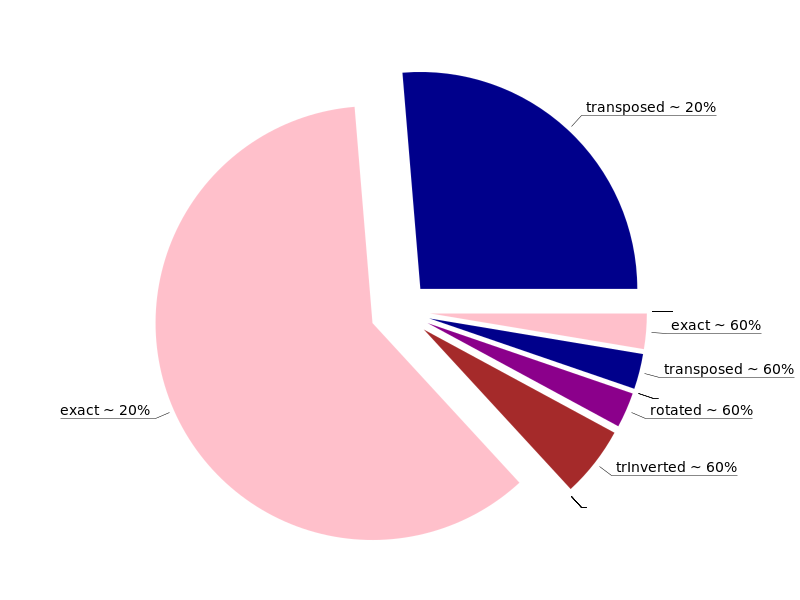 transposed ~ 20%
exact ~ 60%
transposed ~ 60%
exact ~ 20%
rotated ~ 60%
trInverted ~ 60%